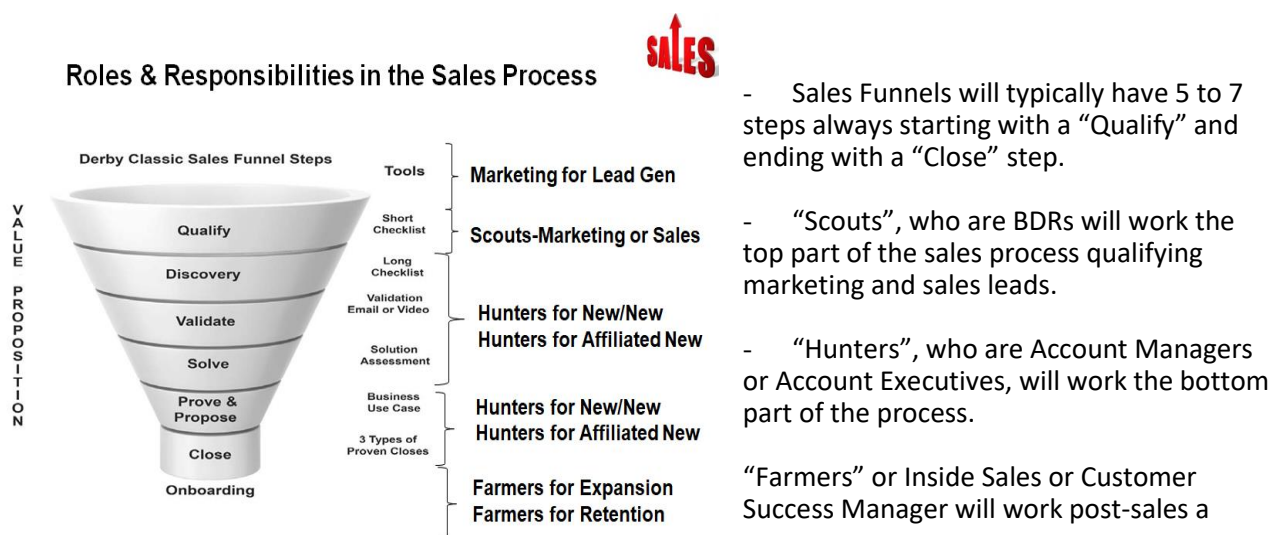 SALES
Roles & Responsibilities in the Sales Process
Derby Classic Sales Funnel Steps
VALUE PROPOSITION
Qualify
Discovery
Validate
Solve
Prove &
Propose
Close
Onboarding
Tools
Short
Checklist
Long
Checklist
Validation
Email or Video
Solution
Assessment
Business
Use Case
3 Types of
Proven Closes
Marketing for Lead Gen
Scouts-Marketing or Sales
Hunters for New/New
Hunters for Affiliated New
Hunters for New/New
Hunters for Affiliated New
Farmers for Expansion
Farmers for Retention
- Sales Funnels will typically have 5 to 7
steps always starting with a “Qualify” and
ending with a “Close” step.
- “Scouts”, who are BDRs will work the
top part of the sales process qualifying
marketing and sales leads.
- “Hunters”, who are Account Managers
or Account Executives, will work the bottom
part of the process.
“Farmers” or Inside Sales or Customer
Success Manager will work post-sales a